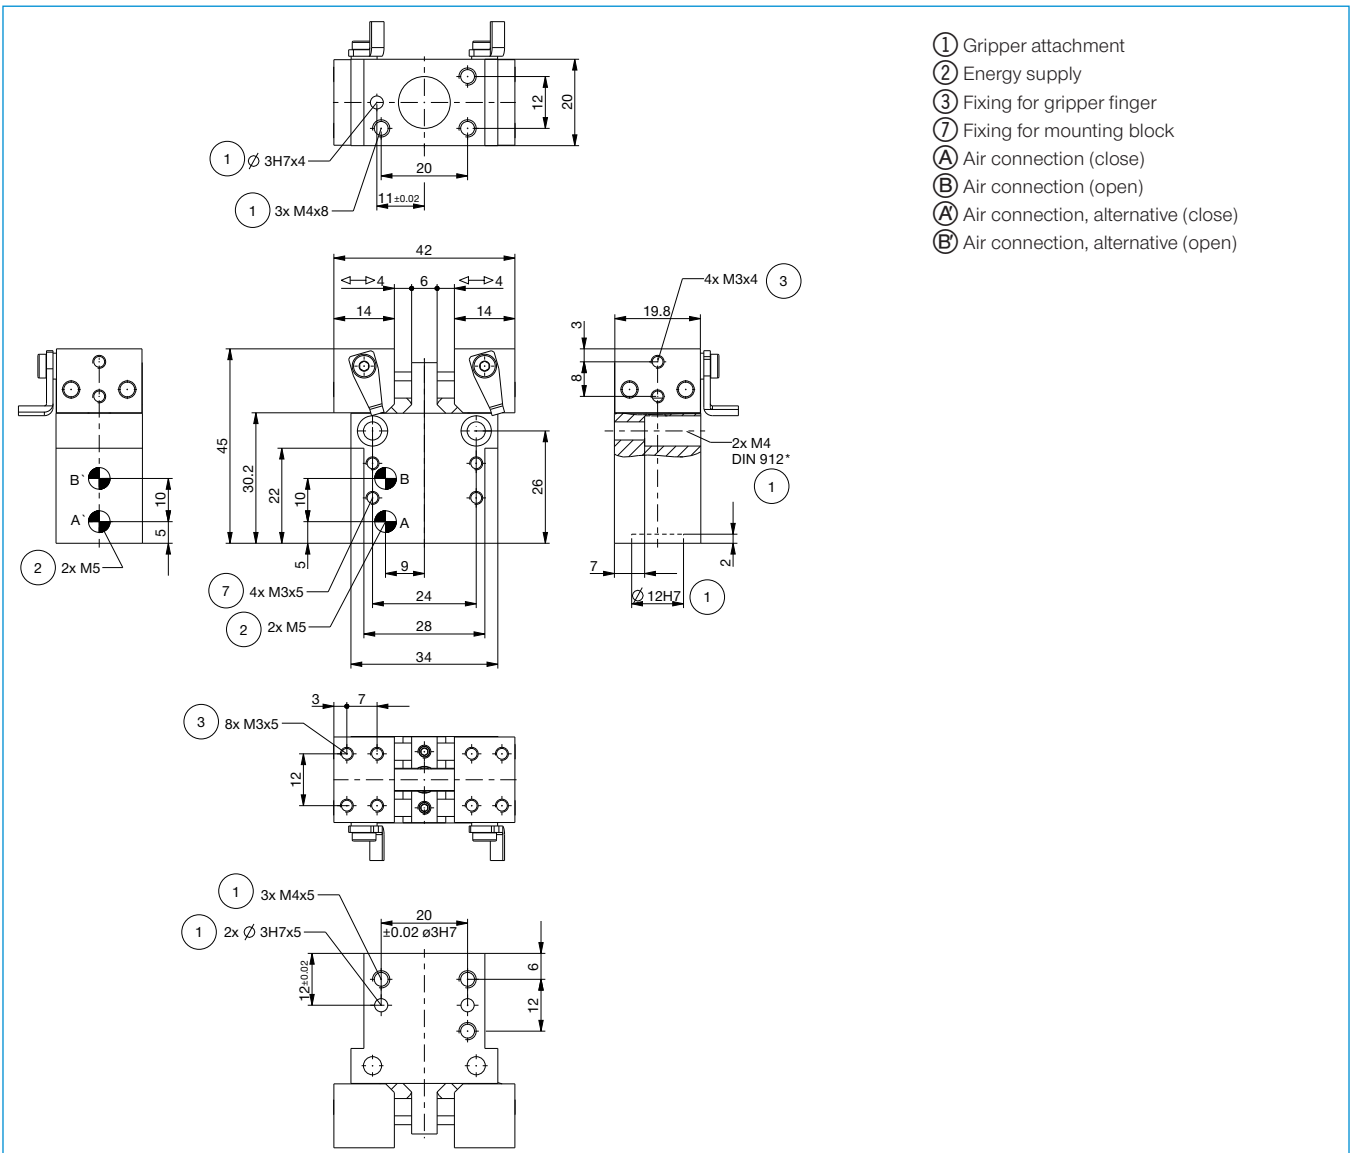 1 Gripper attachment
2 Energy supply
3 Fixing for gripper finger
7 Fixing for mounting block
A Air connection (close)
B Air connection (open)
A' Air connection, alternative (close)
B' Air connection, alternative (open)
12
20
1 Ø 3H7x4
20
11±0.02
1 3x M4x8
42
4 6 4
14 14
4x M3x4 3
19.8
3
8
45
30.2
22
10
5
B
A
26
B`
A`
10
5
2 2x M5
9
7 4x M3x5
24
2 2x M5
28
34
2x M4
DIN 912*
1
7
2
Ø 12H7 1
3 7
3 8x M3x5
12
1 3x M4x5
20
±0.02 ø3H7
1 2x Ø 3H7x5
12±0.02
6
12